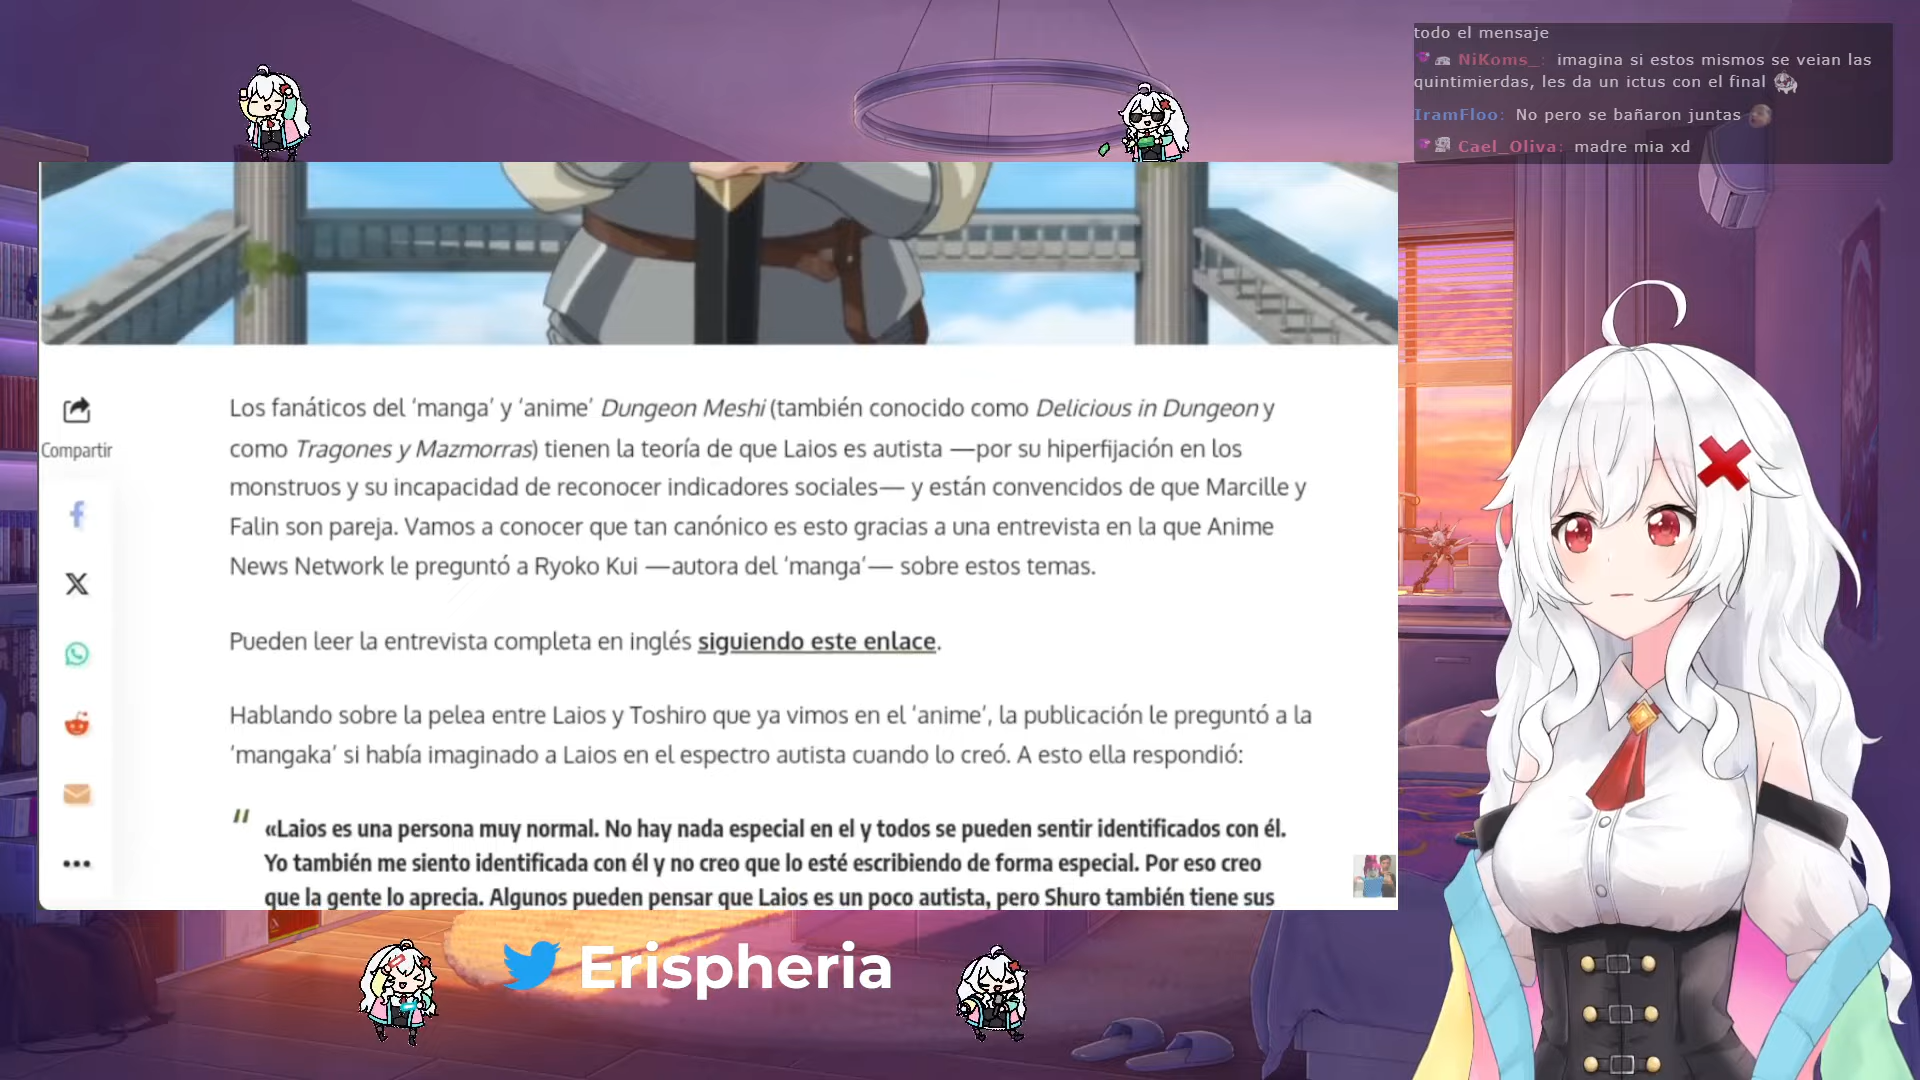 todo el mensaje
NiKoms_: imagina si estos mismos se veian las
quintimierdas, les da un ictus con el final
IramFloo: No pero se bañaron juntas
Cael_Oliva: madre mia xd
Compartir
Los fanáticos del ‘manga’ y ‘anime’ Dungeon Meshi (también conocido como Delicious in Dungeon y
como Tragones y Mazmorras) tienen la teoría de que Laios es autista —por su hiperfijación en los
monstruos y su incapacidad de reconocer indicadores sociales— y están convencidos de que Marcille y
Falin son pareja. Vamos a conocer que tan canónico es esto gracias a una entrevista en la que Anime
News Network le preguntó a Ryoko Kui —autora del ‘manga’— sobre estos temas.
Pueden leer la entrevista completa en inglés siguiendo este enlace.
Hablando sobre la pelea entre Laios y Toshiro que ya vimos en el ‘anime’, la publicación le preguntó a la
‘mangaka’ si había imaginado a Laios en el espectro autista cuando lo creó. A esto ella respondió:
«Laios es una persona muy normal. No hay nada especial en el y todos se pueden sentir identificados con él.
Yo también me siento identificada con él y no creo que lo esté escribiendo de forma especial. Por eso creo
que la gente lo aprecia. Algunos pueden pensar que Laios es un poco autista, pero Shuro también tiene sus
Erispheria